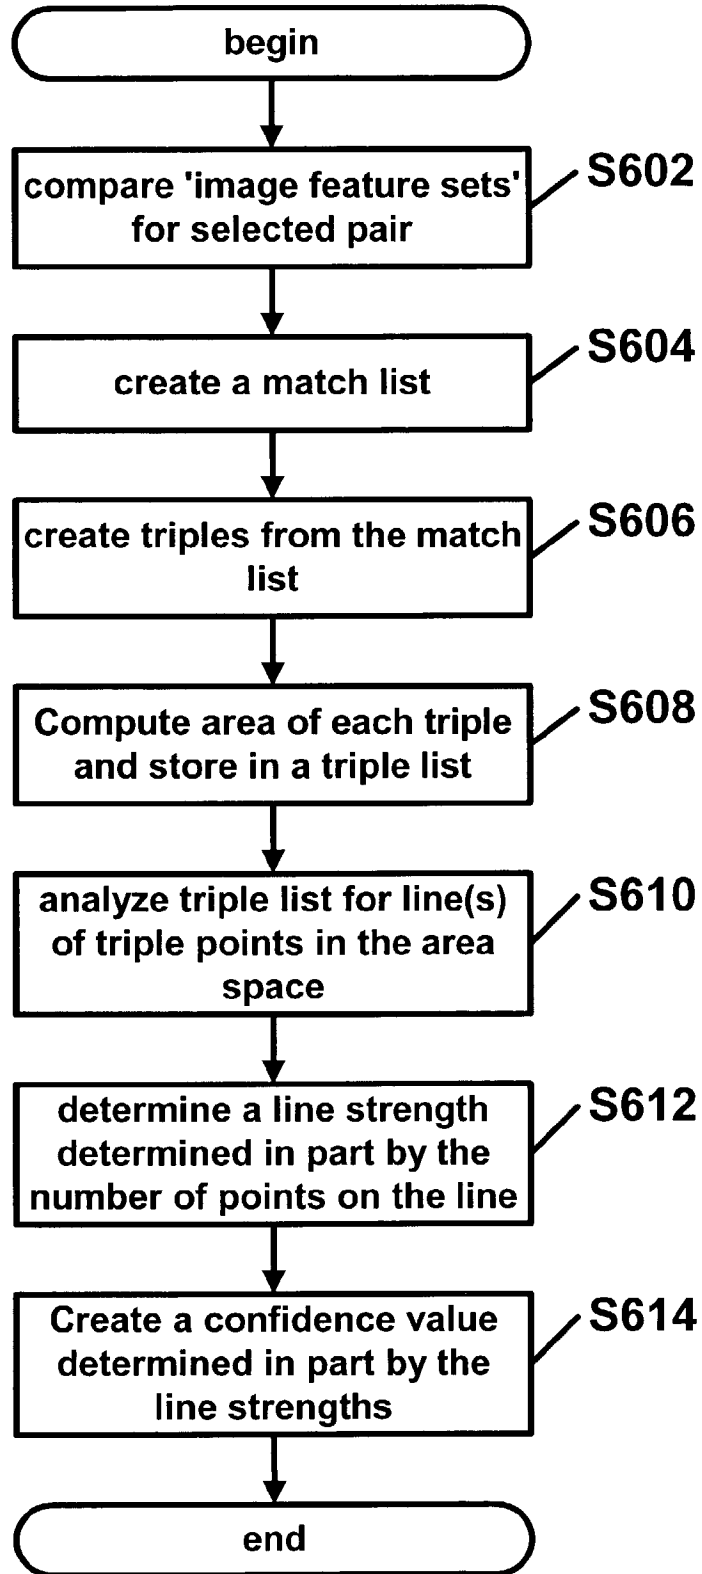 begin
compare 'image feature sets'
for selected pair
S602
create a match list
S604
create triples from the match
list
S606
Compute area of each triple
and store in a triple list
S608
analyze triple list for line(s)
of triple points in the area
space
S610
determine a line strength
determined in part by the
number of points on the line
S612
Create a confidence value
determined in part by the
line strengths
S614
end